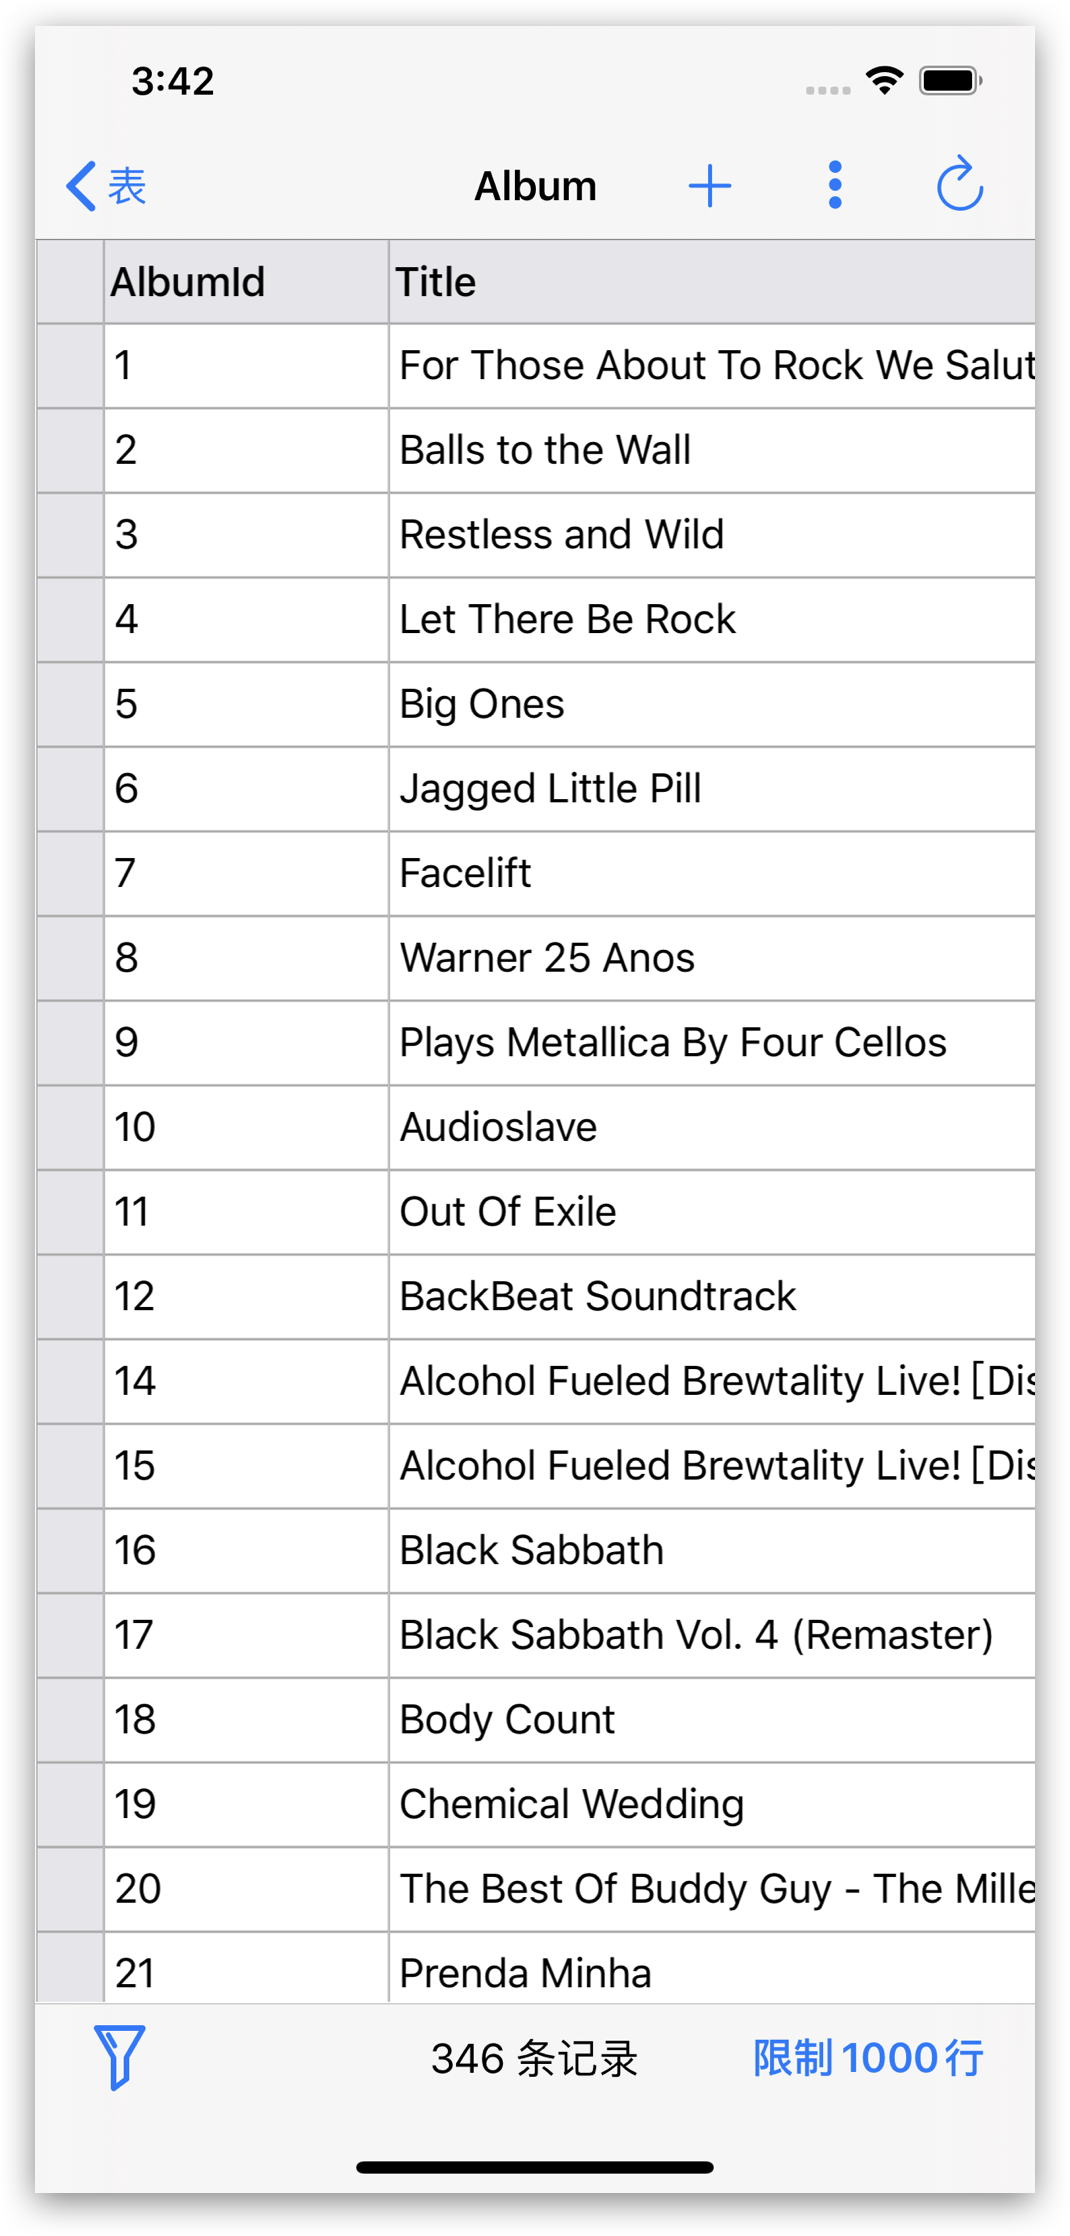 3:42
表 Album
AlbumId Title
1 For Those About To Rock We Salut
2 Balls to the Wall
3 Restless and Wild
4 Let There Be Rock
5 Big Ones
6 Jagged Little Pill
7 Facelift
8 Warner 25 Anos
9 Plays Metallica By Four Cellos
10 Audioslave
11 Out Of Exile
12 BackBeat Soundtrack
14 Alcohol Fueled Brewtality Live! [Dis
15 Alcohol Fueled Brewtality Live! [Dis
16 Black Sabbath
17 Black Sabbath Vol. 4 (Remaster)
18 Body Count
19 Chemical Wedding
20 The Best Of Buddy Guy - The Mille
21 Prenda Minha
346 条记录 限制1000行